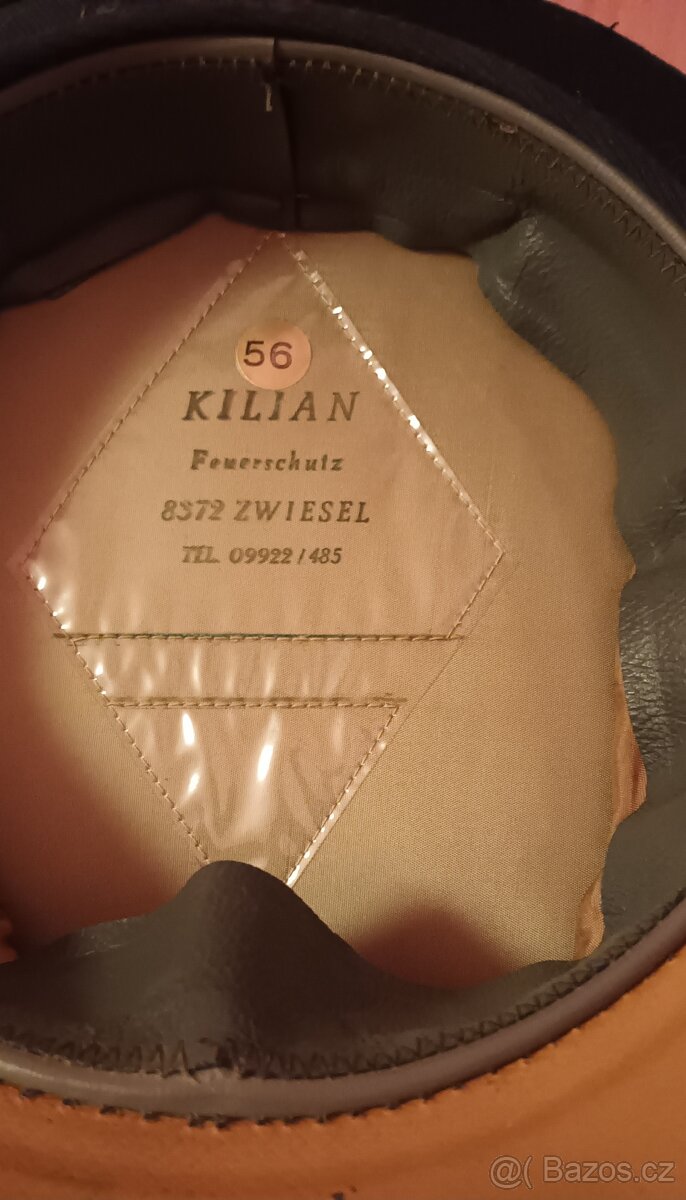 56
KILIAN
Feuerschutz
8372 ZWIESEL
TEL. 09922/485
@( Bazos.cz